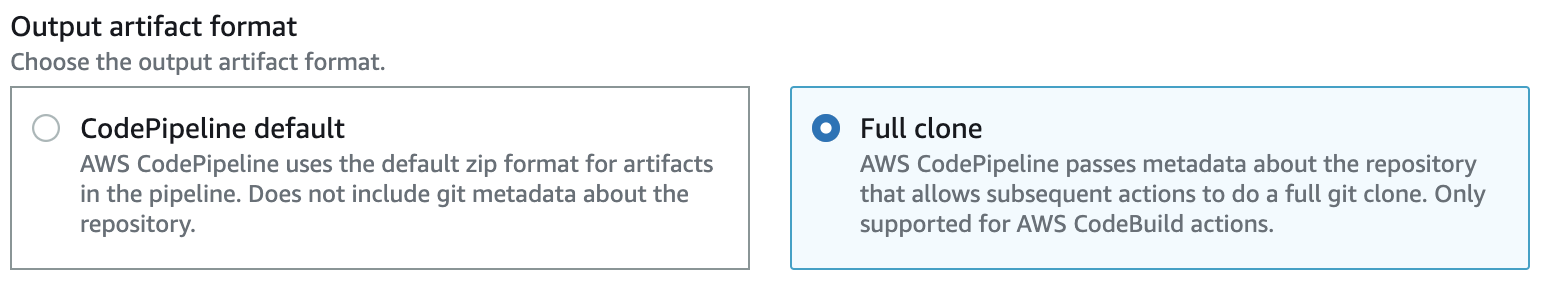 Output artifact format
Choose the output artifact format.
CodePipeline default
AWS CodePipeline uses the default zip format for artifacts
in the pipeline. Does not include git metadata about the
repository.
Full clone
AWS CodePipeline passes metadata about the repository
that allows subsequent actions to do a full git clone. Only
supported for AWS CodeBuild actions.